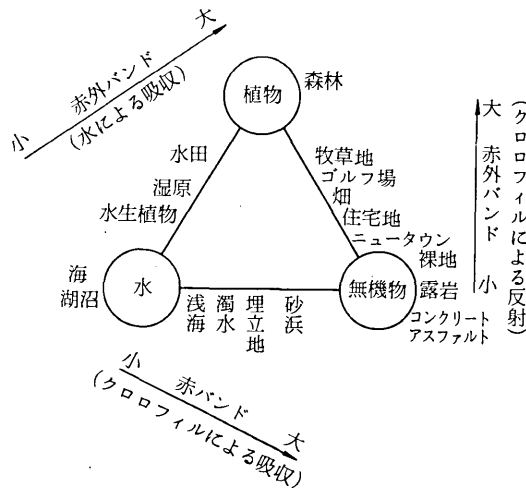 大
赤外バンド
(水による吸収)
小
植物
森林
水田
湿原
水生植物
牧草地
ゴルフ場
畑
住宅地
ニュータウン
裸地
露岩
コンクリート
アスファルト
無機物
海
湖沼
水
浅海
濁水
埋立地
砂浜
大
赤外バンド
小
(クロロフィルによる反射)
小
赤バンド
大
(クロロフィルによる吸収)